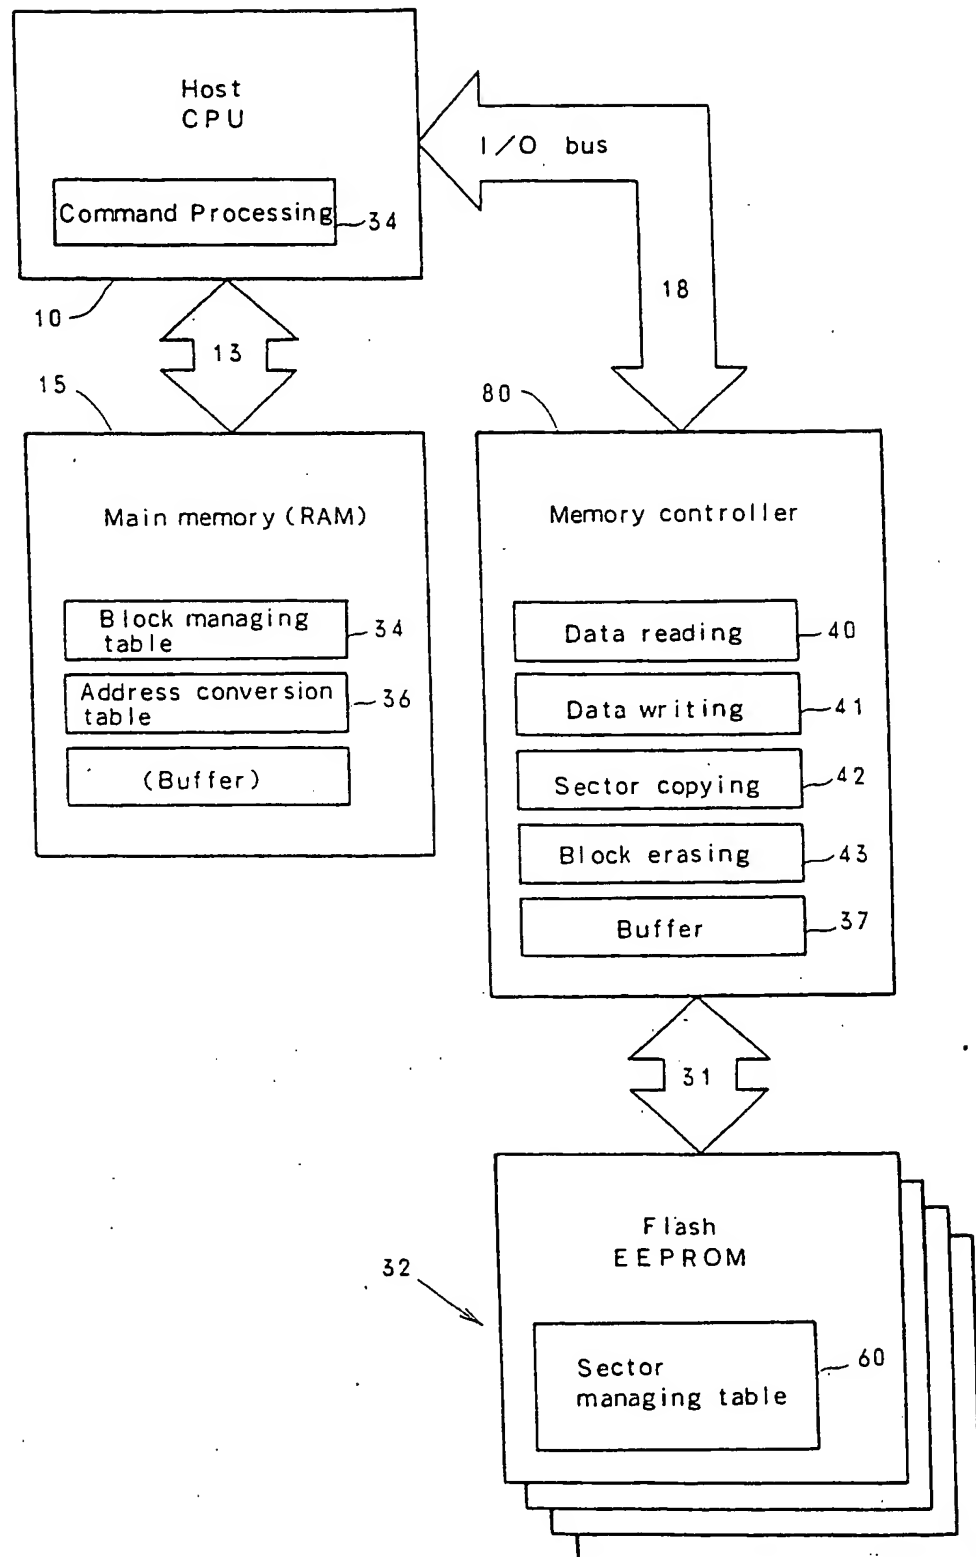 Host
CPU
I/O bus
Command Processing
34
10
13
18
15
80
Main memory (RAM)
Memory controller
Block managing
table
34
Address conversion
table
36
(Buffer)
Data reading
40
Data writing
41
Sector copying
42
Block erasing
43
Buffer
37
31
Flash
EEPROM
32
Sector
managing table
60